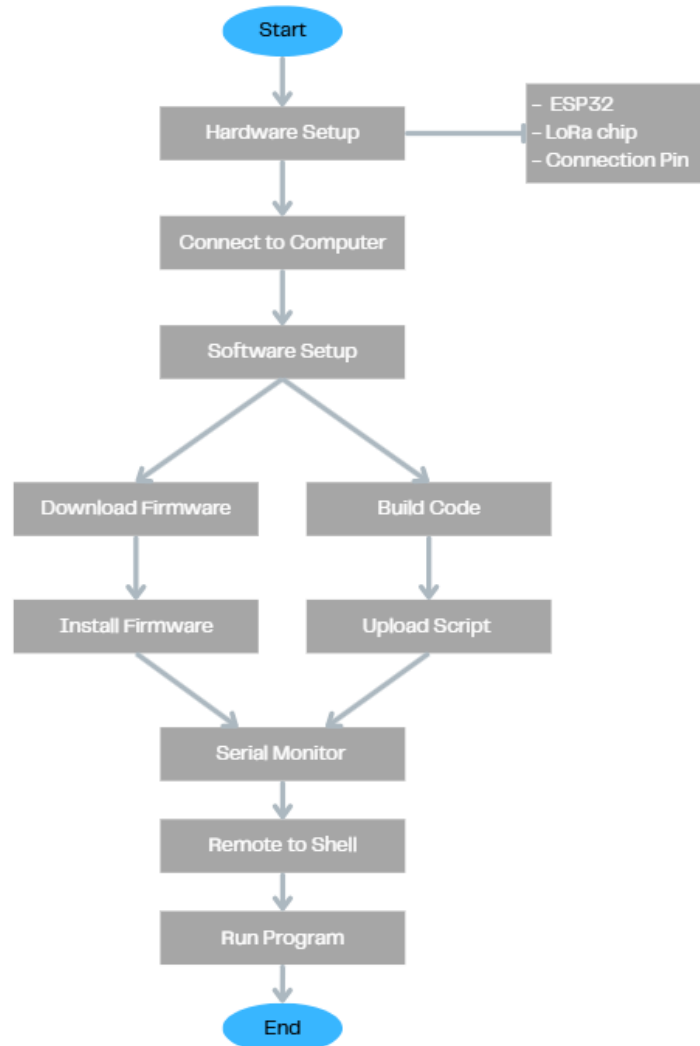 Start
Hardware Setup
- ESP32
- LoRa chip
- Connection Pin
Connect to Computer
Software Setup
Download Firmware
Build Code
Install Firmware
Upload Script
Serial Monitor
Remote to Shell
Run Program
End